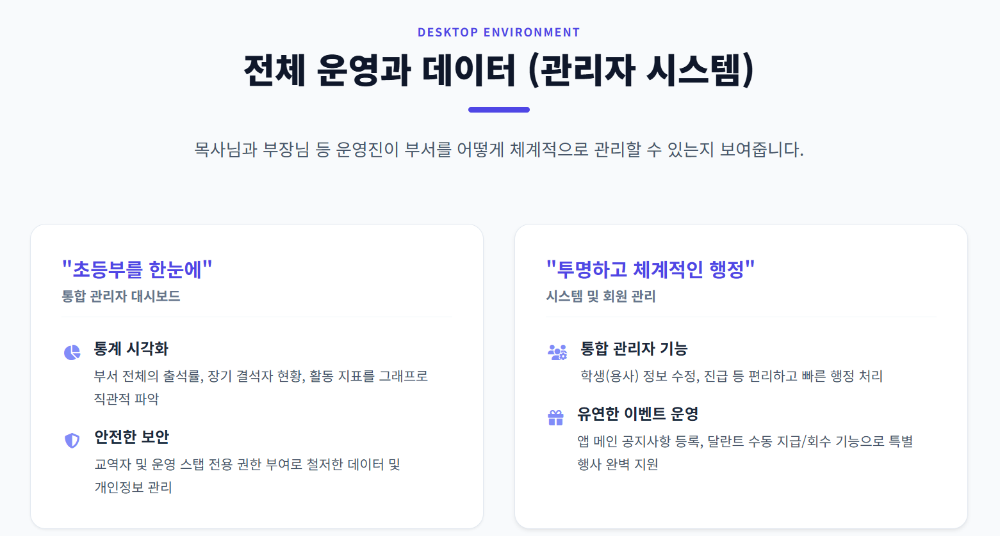 DESKTOP ENVIRONMENT
전체 운영과 데이터 (관리자 시스템)
목사님과 부장님 등 운영진이 부서를 어떻게 체계적으로 관리할 수 있는지 보여줍니다.
"초등부를 한눈에"
통합 관리자 대시보드
통계 시각화
부서 전체의 출석률, 장기 결석자 현황, 활동 지표를 그래프로
직관적 파악
안전한 보안
교역자 및 운영 스탭 전용 권한 부여로 철저한 데이터 및
개인정보 관리
"투명하고 체계적인 행정"
시스템 및 회원 관리
통합 관리자 기능
학생(용사) 정보 수정, 진급 등 편리하고 빠른 행정 처리
유연한 이벤트 운영
앱 메인 공지사항 등록, 달란트 수동 지급/회수 기능으로 특별
행사 완벽 지원